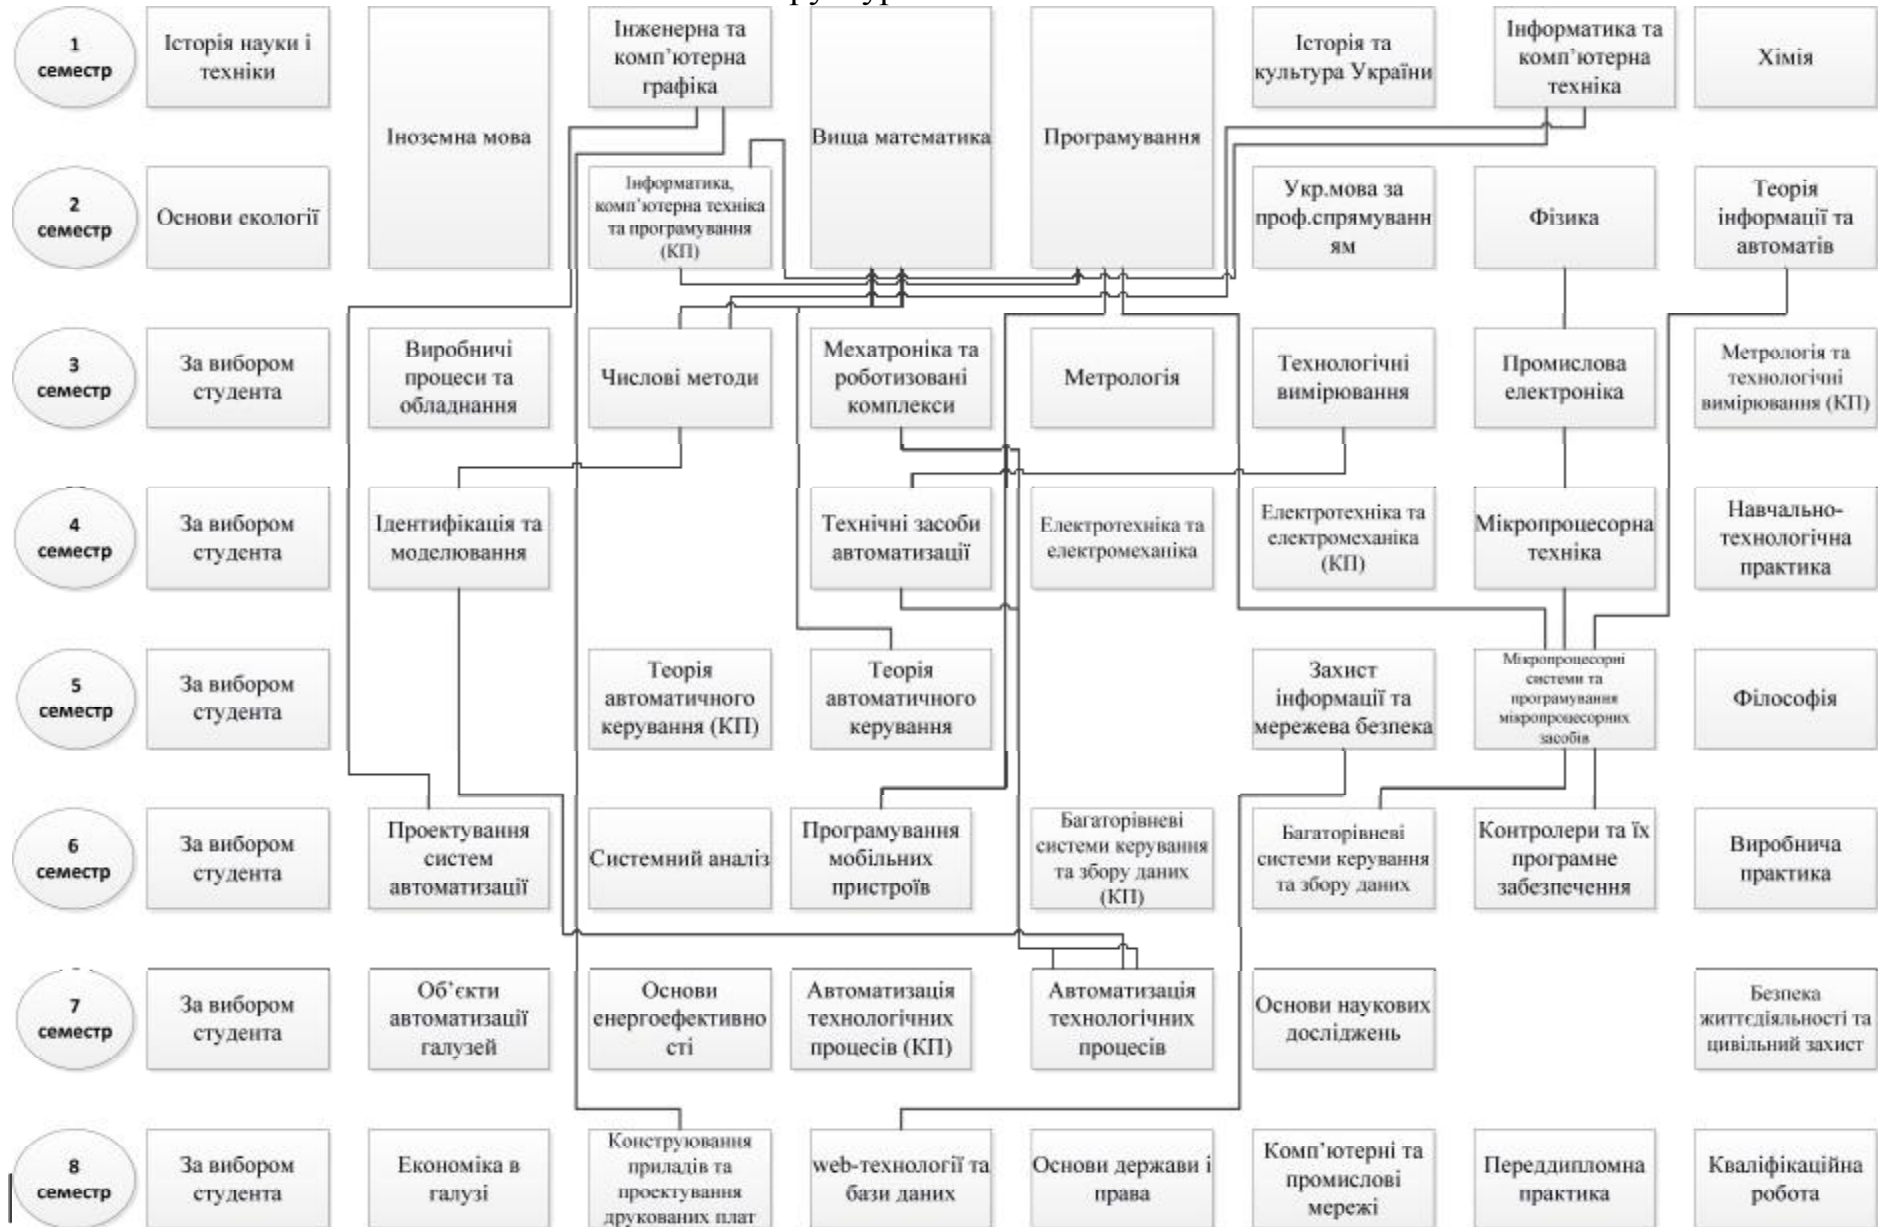 1
семестр
Історія науки і
техніки
Іноземна мова
Інженерна та
комп’ютерна
графіка
Вища математика
Програмування
Історія та
культура України
Інформатика та
комп’ютерна
техніка
Хімія
2
семестр
Основи екології
Інформатика,
комп’ютерна техніка
та програмування
(КП)
Укр.мова за
проф.спрямуванн
ям
Фізика
Теорія
інформації та
автоматів
3
семестр
За вибором
студента
Виробничі
процеси та
обладнання
Числові методи
Мехатроніка та
роботизовані
комплекси
Метрологія
Технологічні
вимірювання
Промислова
електроніка
Метрологія та
технологічні
вимірювання (КП)
4
семестр
За вибором
студента
Ідентифікація та
моделювання
Технічні засоби
автоматизації
Електротехніка та
електромеханіка
Електротехніка та
електромеханіка
(КП)
Мікропроцесорна
техніка
Навчально-
технологічна
практика
5
семестр
За вибором
студента
Теорія
автоматичного
керування (КП)
Теорія
автоматичного
керування
Захист
інформації та
мережева безпека
Мікропроцесорні
системи та
програмування
мікропроцесорних
засобів
Філософія
6
семестр
За вибором
студента
Проектування
систем
автоматизації
Системний аналіз
Програмування
мобільних
пристроїв
Багаторівневі
системи керування
та збору даних
(КП)
Багаторівневі
системи керування
та збору даних
Контролери та їх
програмне
забезпечення
Виробнича
практика
7
семестр
За вибором
студента
Об’єкти
автоматизації
галузей
Основи
енергоефективно
сті
Автоматизація
технологічних
процесів (КП)
Автоматизація
технологічних
процесів
Основи наукових
досліджень
Безпека
життєдіяльності та
цивільний захист
8
семестр
За вибором
студента
Економіка в
галузі
Конструювання
приладів та
проектування
друкованих плат
web-технології та
бази даних
Основи держави і
права
Комп’ютерні та
промислові
мережі
Переддипломна
практика
Кваліфікаційна
робота